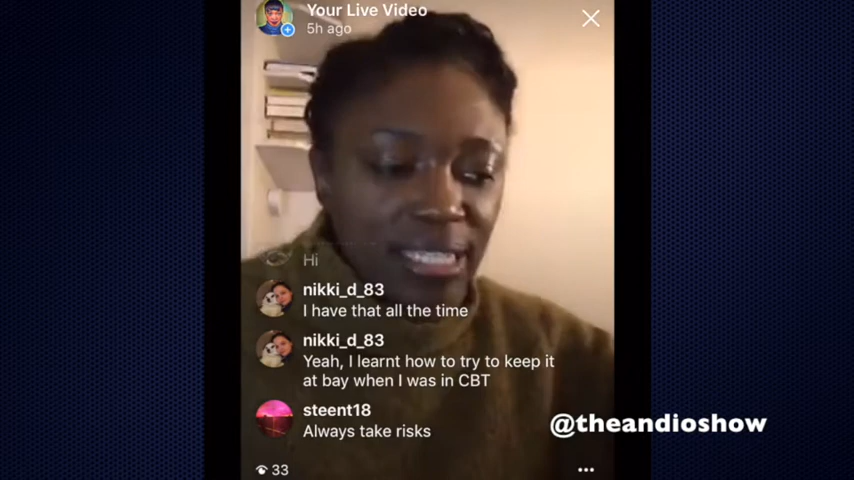 Your Live Video
5h ago
Hi
nikki_d_83
I have that all the time
nikki_d_83
Yeah, I learnt how to try to keep it
at bay when I was in CBT
steent18
Always take risks
@theandioshow
33